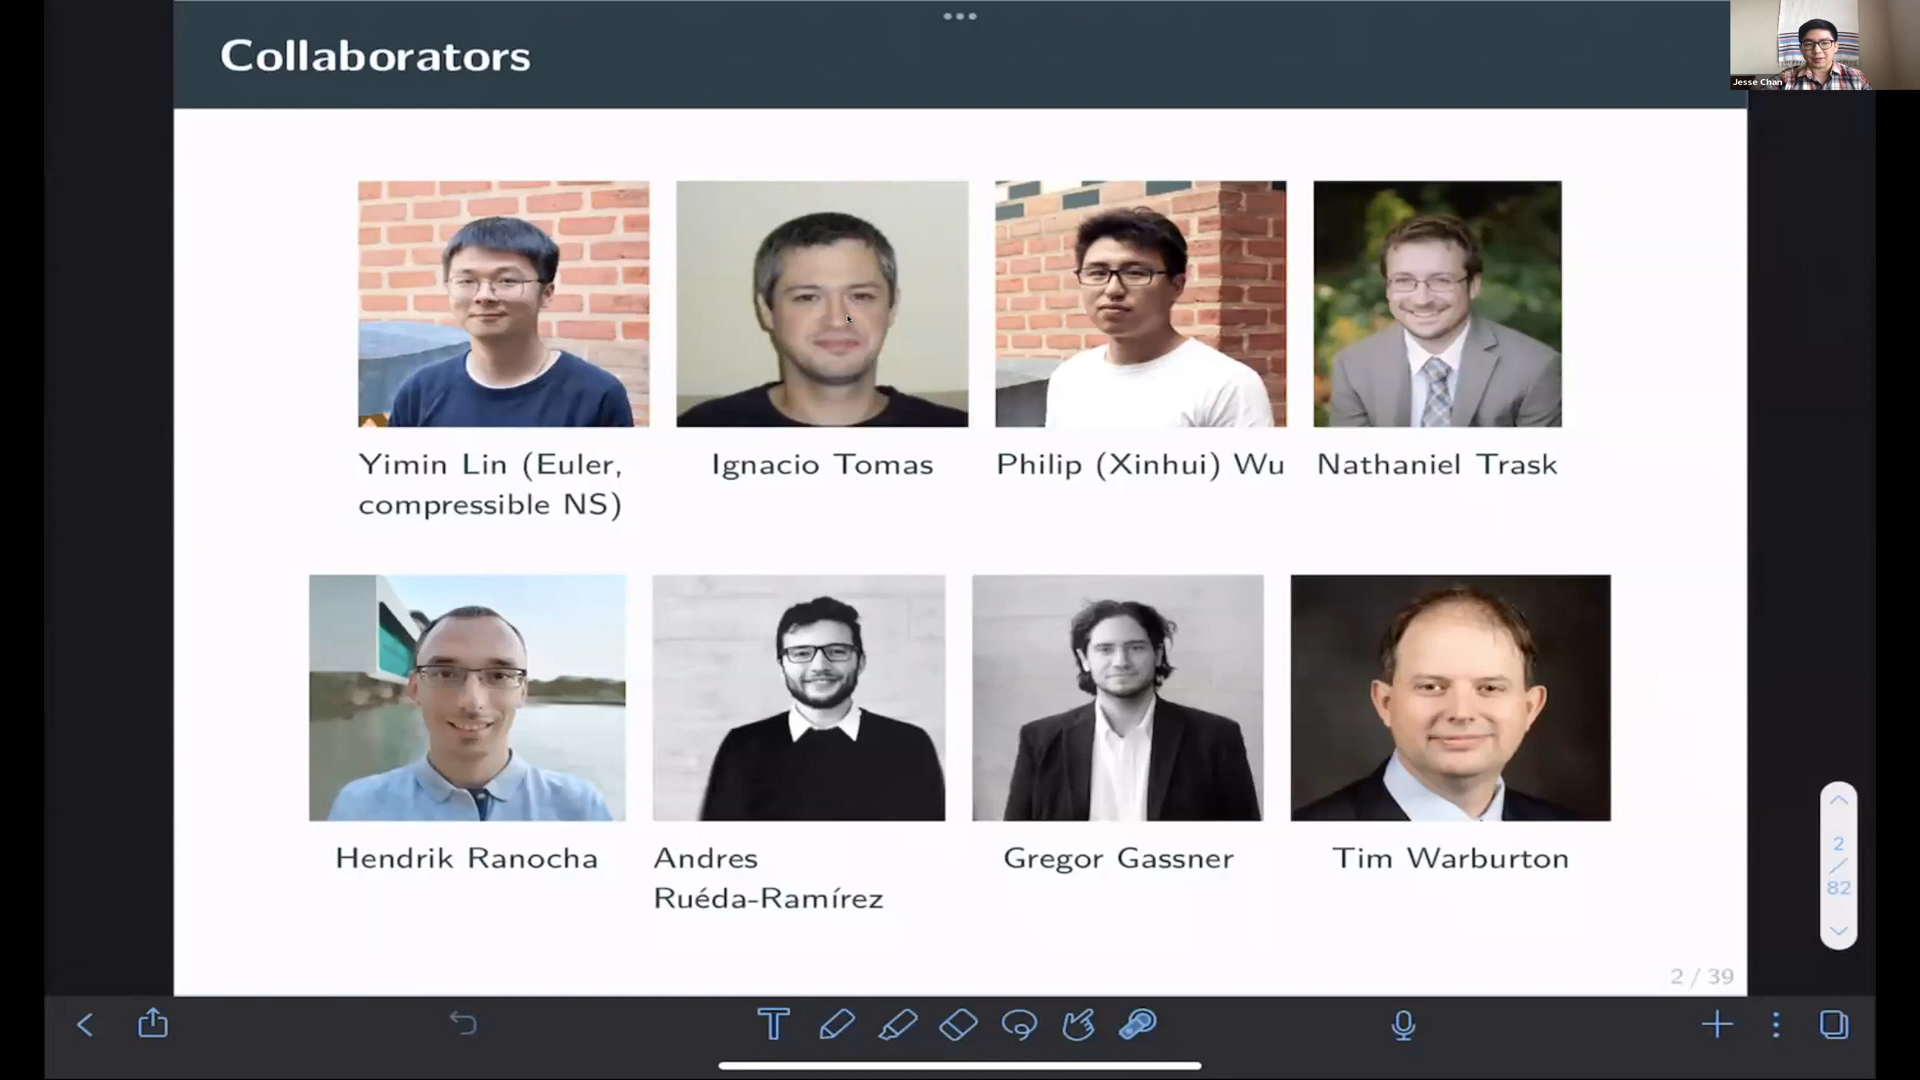 Collaborators
Jesse Chan
Yimin Lin (Euler,
compressible NS)
Ignacio Tomas
Philip (Xinhui) Wu
Nathaniel Trask
Hendrik Ranocha
Andres
Ruéda-Ramírez
Gregor Gassner
Tim Warburton
2
82
2 / 39
T